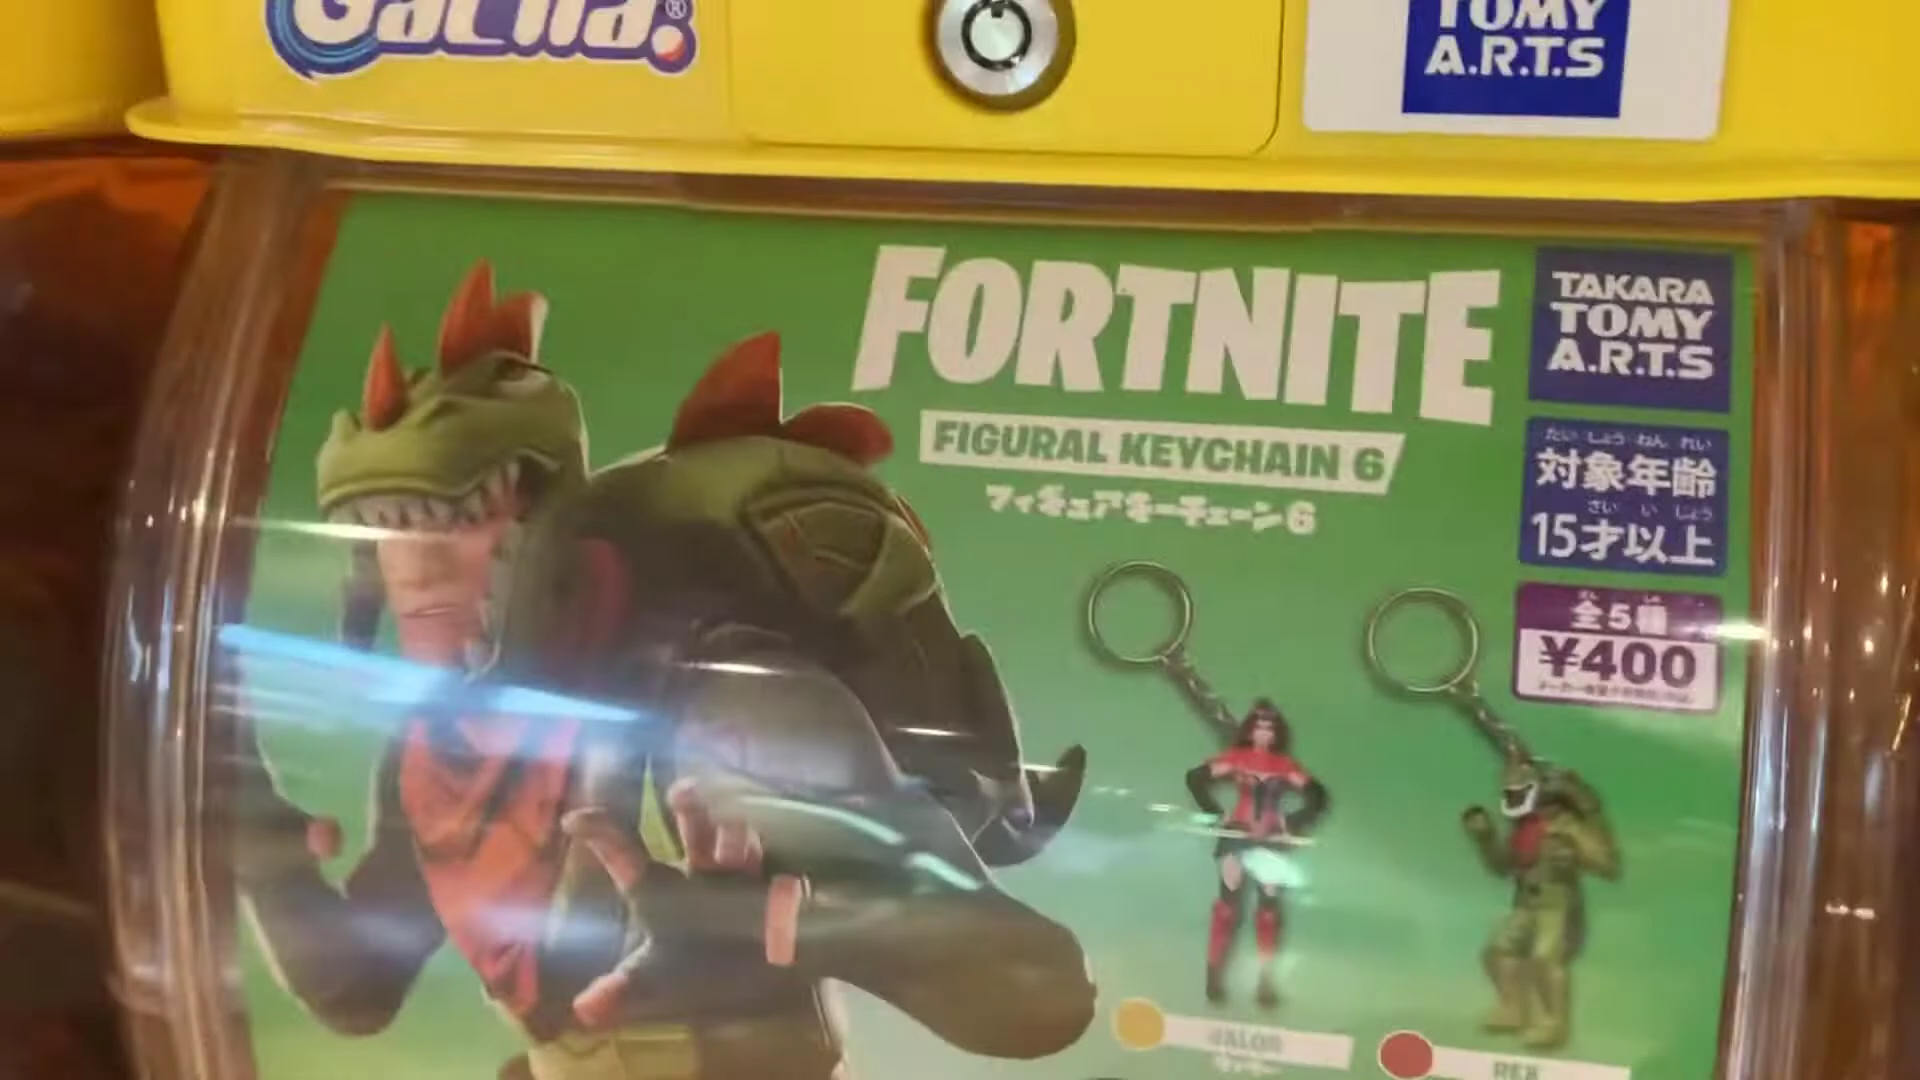 Gacha.®
TOMY
A.R.T.S
FORTNITE
FIGURAL KEYCHAIN 6
フィギュアキーチェーン6
TAKARA
TOMY
A.R.T.S
たい しょう ねん れい
対象年齢
さい い じょう
15才以上
全5種
¥400
VALOR
REX